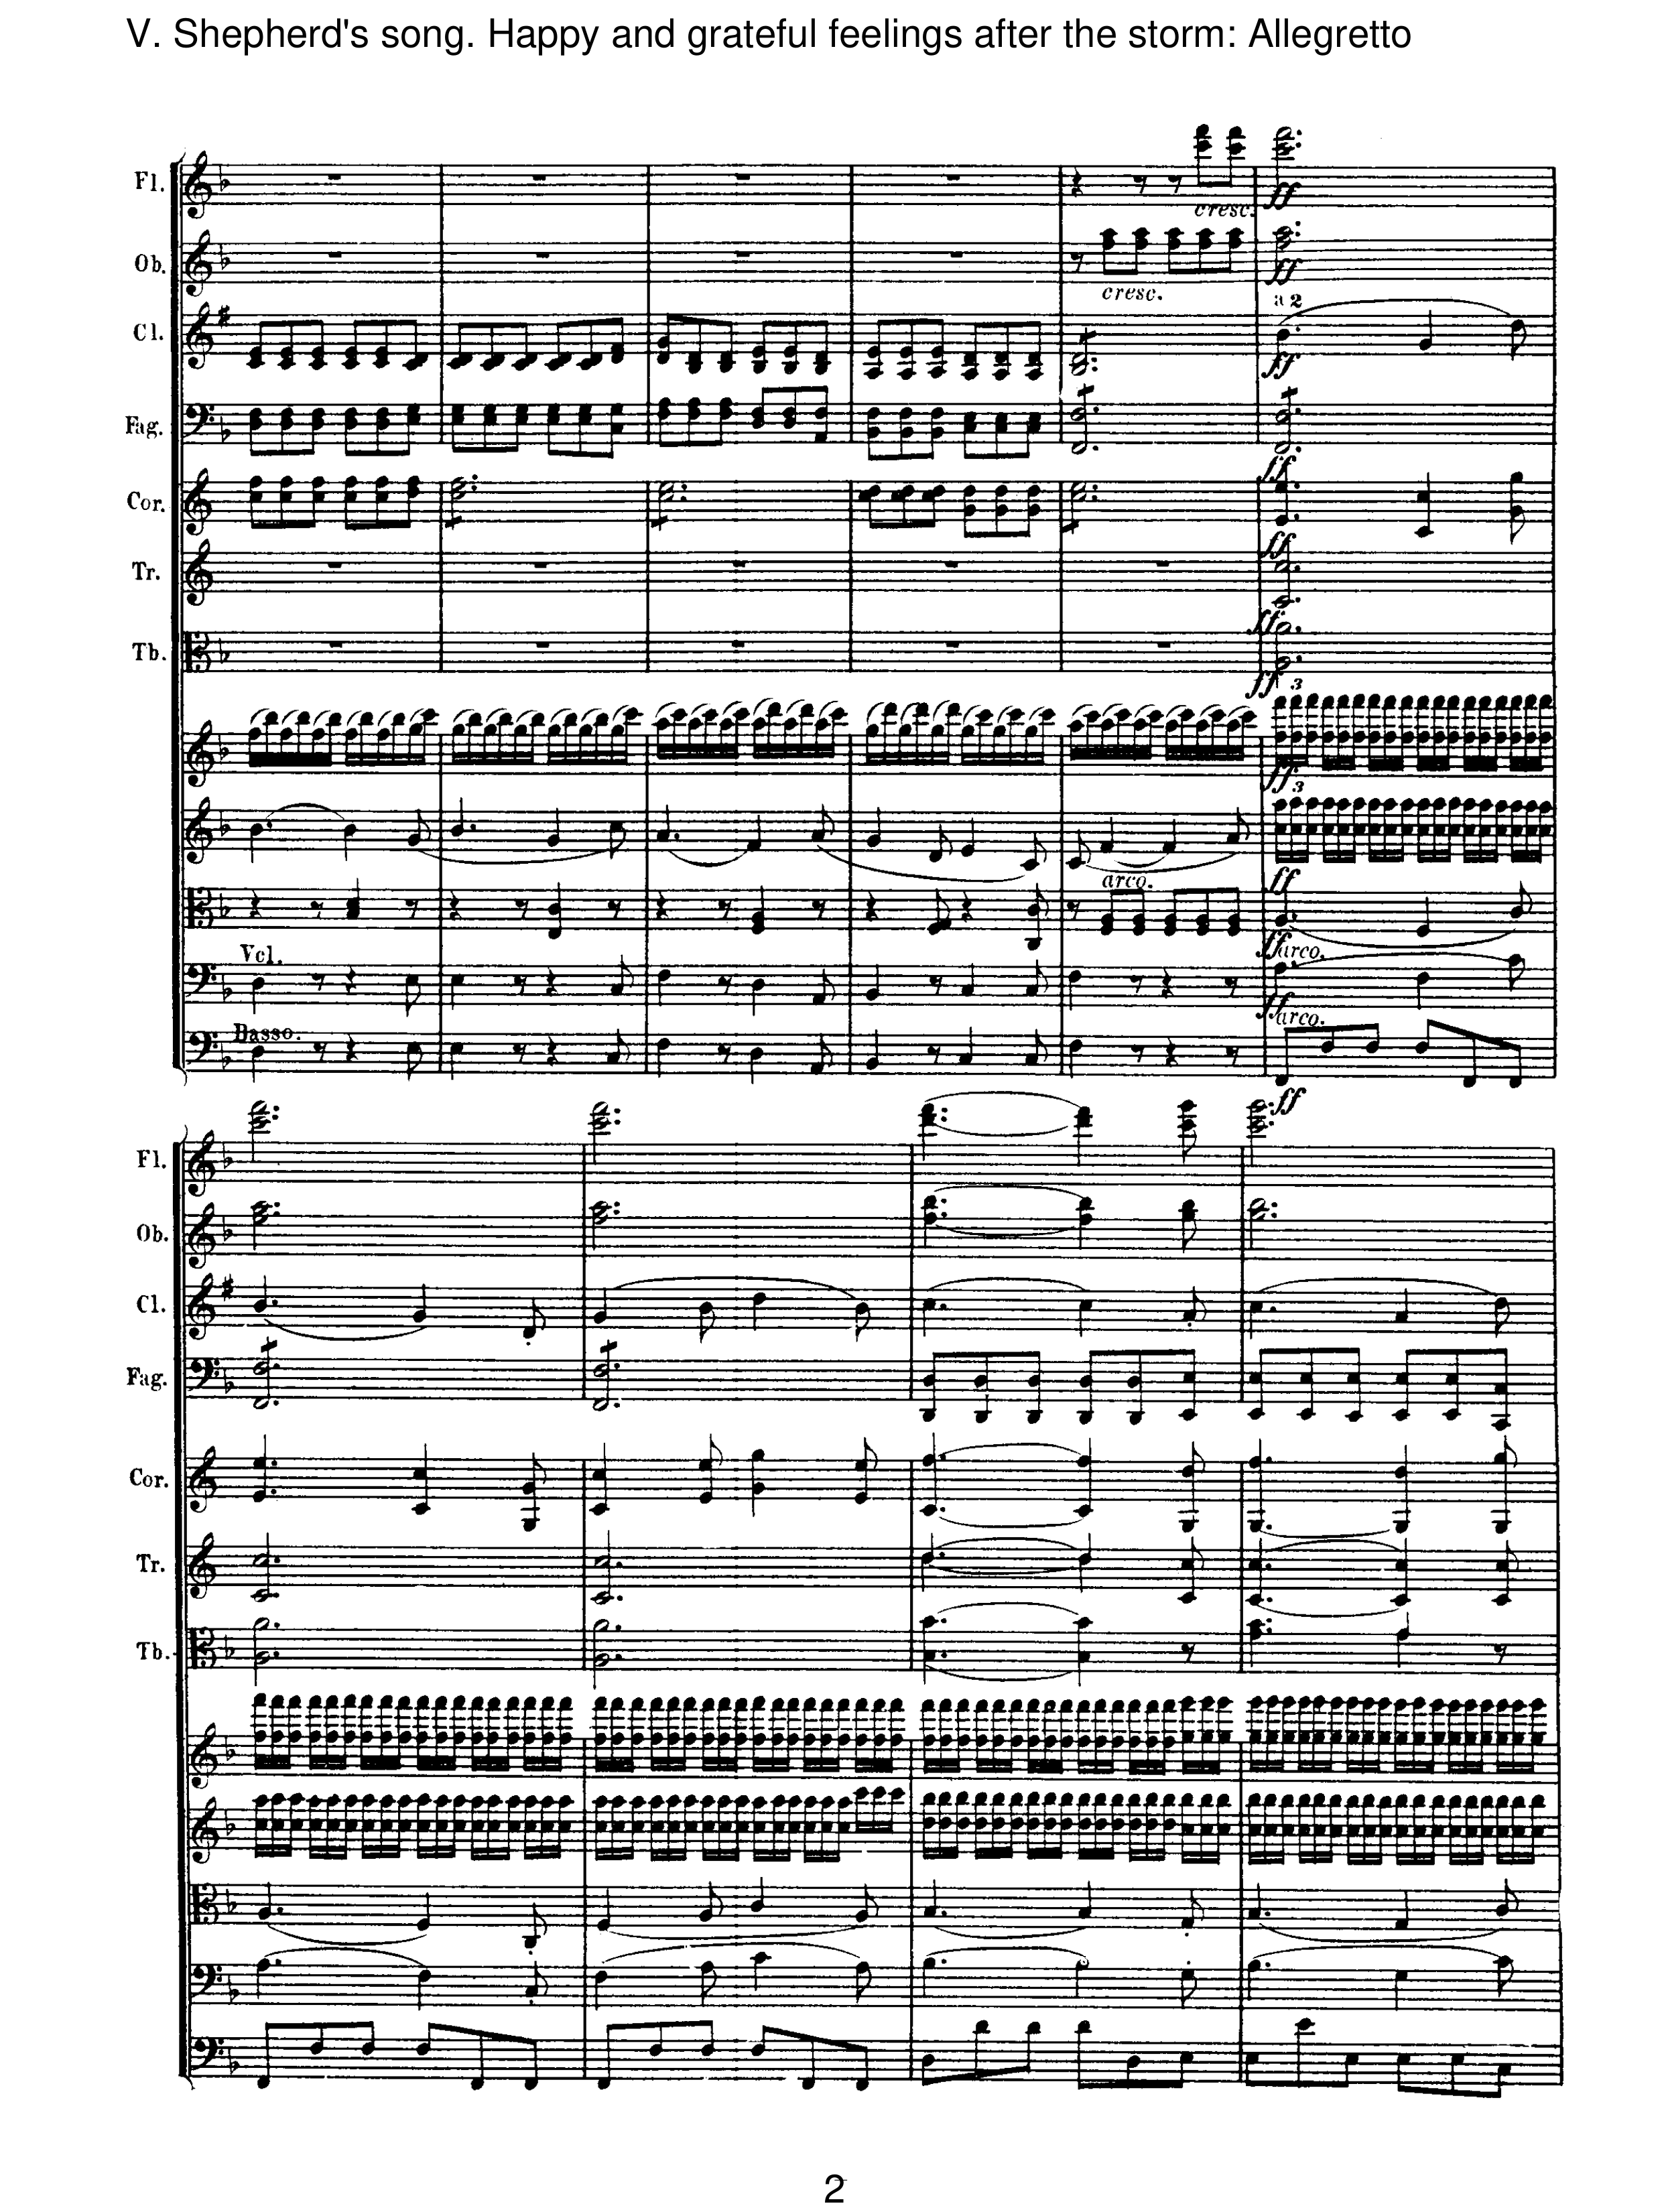 V. Shepherd's song. Happy and grateful feelings after the storm: Allegretto
Fl.
cresc.
ff
Ob.
cresc.
ff
Cl.
a 2
ff
Fag.
ff
Cor.
ff
Tr.
ff
Tb.
ff
3
ff
3
ff
arco.
ff
Vcl.
arco.
ff
Basso.
arco.
ff
Fl.
Ob.
Cl.
Fag.
Cor.
Tr.
Tb.
2